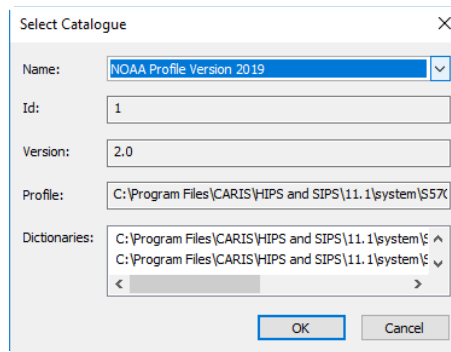 Select Catalogue
Name: NOAA Profile Version 2019
Id: 1
Version: 2.0
Profile: C:\Program Files\CARIS\HIPS and SIPS\11.1\system\S57
Dictionaries: C:\Program Files\CARIS\HIPS and SIPS\11.1\system\
C:\Program Files\CARIS\HIPS and SIPS\11.1\system\
OK Cancel